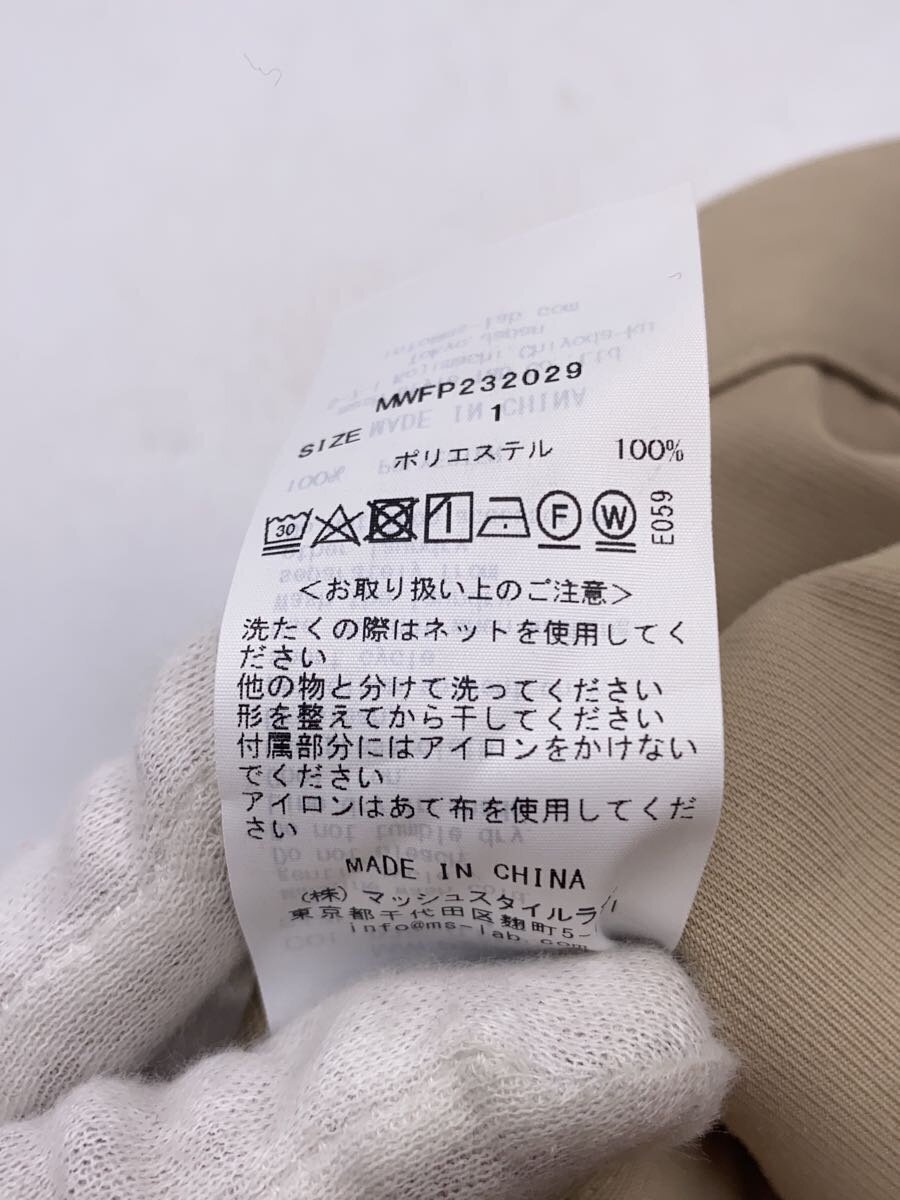 MWFP232029
SIZE 1
ポリエステル 100%
30 F W E059
<お取り扱い上のご注意>
洗たくの際はネットを使用してく
ださい
他の物と分けて洗ってください
形を整えてから干してください
付属部分にはアイロンをかけない
でください
アイロンはあて布を使用してくだ
さい
MADE IN CHINA
(株)マッシュスタイルラ
東京都千代田区麹町5-
info@ms-lab.com